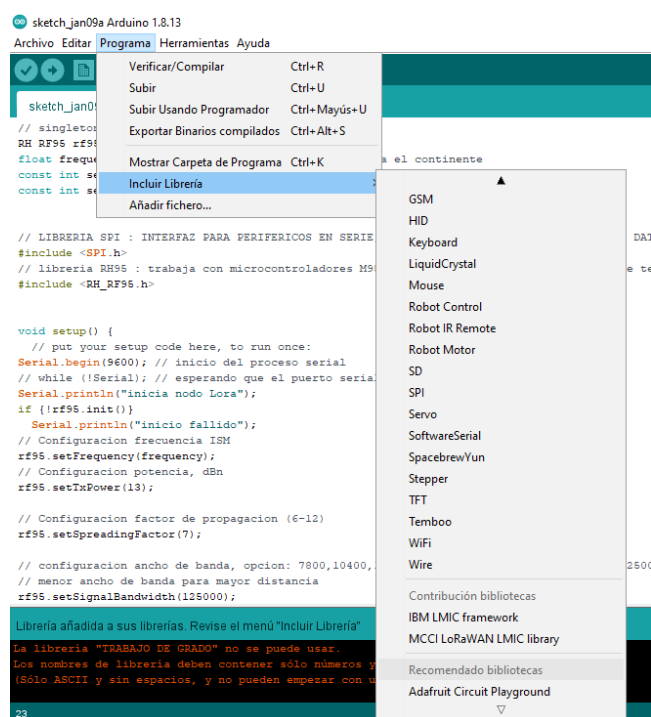 sketch_jan09a Arduino 1.8.13
Archivo Editar Programa Herramientas Ayuda
Verificar/Compilar Ctrl+R
Subir Ctrl+U
Subir Usando Programador Ctrl+Mayús+U
Exportar Binarios compilados Ctrl+Alt+S
Mostrar Carpeta de Programa Ctrl+K
Incluir Librería
Añadir fichero...
sketch_jan0
// singleton
RH RF95 rf95
float freque a el continente
const int se
const int se
// LIBRERIA SPI : INTERFAZ PARA PERIFERICOS EN SERIE DAT
#include <SPI.h>
// libreria RH95 : trabaja con microcontroladores M95 e te
#include <RH_RF95.h>
void setup() {
// put your setup code here, to run once:
Serial.begin(9600); // inicio del proceso serial
// while (!Serial); // esperando que el puerto serial
Serial.println("inicia nodo Lora");
if {!rf95.init()}
Serial.println("inicio fallido");
// Configuracion frecuencia ISM
rf95.setFrequency(frequency);
// Configuracion potencia, dBn
rf95.setTxPower(13);
// Configuracion factor de propagacion (6-12)
rf95.setSpreadingFactor(7);
// configuracion ancho de banda, opcion: 7800,10400, 2500
// menor ancho de banda para mayor distancia
rf95.setSignalBandwidth(125000);
GSM
HID
Keyboard
LiquidCrystal
Mouse
Robot Control
Robot IR Remote
Robot Motor
SD
SPI
Servo
SoftwareSerial
SpacebrewYun
Stepper
TFT
Temboo
WiFi
Wire
Contribución bibliotecas
IBM LMIC framework
MCCI LoRaWAN LMIC library
Recomendado bibliotecas
Adafruit Circuit Playground
Librería añadida a sus librerías. Revise el menú "Incluir Librería"
La librería "TRABAJO DE GRADO" no se puede usar.
Los nombres de librería deben contener sólo números y
(Sólo ASCII y sin espacios, y no pueden empezar con u
23